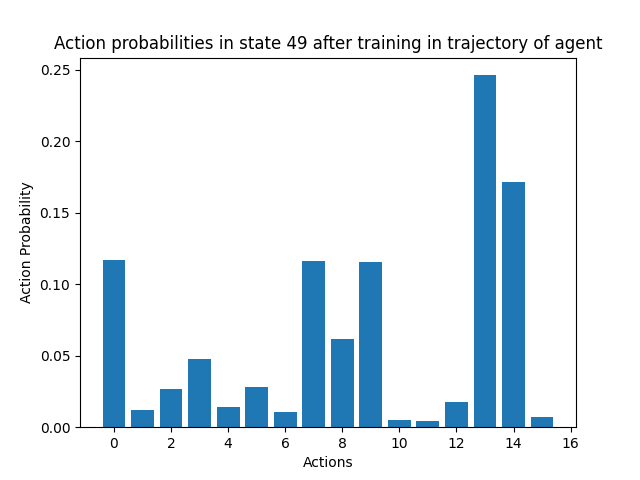 Action probabilities in state 49 after training in trajectory of agent
0.25
0.20
0.15
0.10
0.05
0.00
Action Probability
0 2 4 6 8 10 12 14 16
Actions